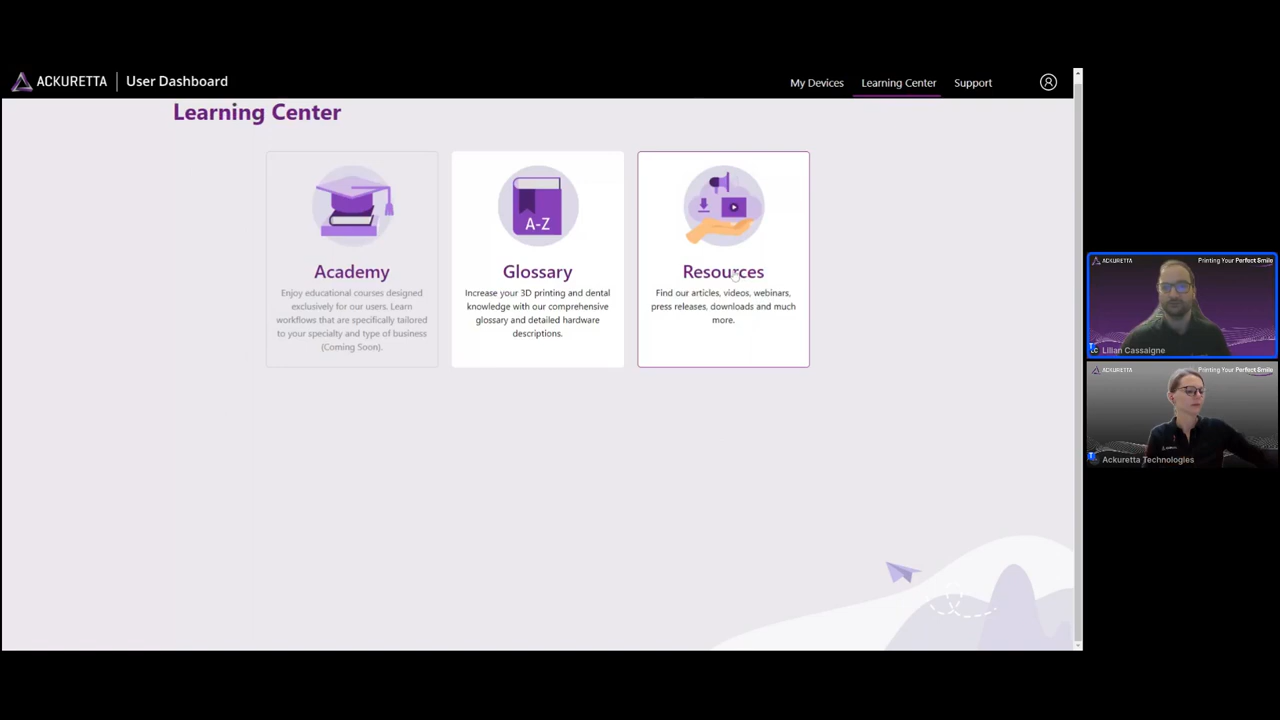 ACKURETTA User Dashboard
My Devices Learning Center Support
Learning Center
A-Z
Academy
Enjoy educational courses designed
exclusively for our users. Learn
workflows that are specifically tailored
to your specialty and type of business
(Coming Soon).
Glossary
Increase your 3D printing and dental
knowledge with our comprehensive
glossary and detailed hardware
descriptions.
Resources
Find our articles, videos, webinars,
press releases, downloads and much
more.
ACKURETTA Printing Your Perfect Smile
LC Lilian Cassaigne
ACKURETTA Printing Your Perfect Smile
Ackuretta Technologies